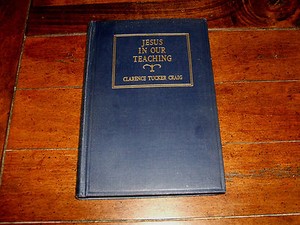 JESUS
IN OUR
TEACHING
CLARENCE TUCKER CRAIG